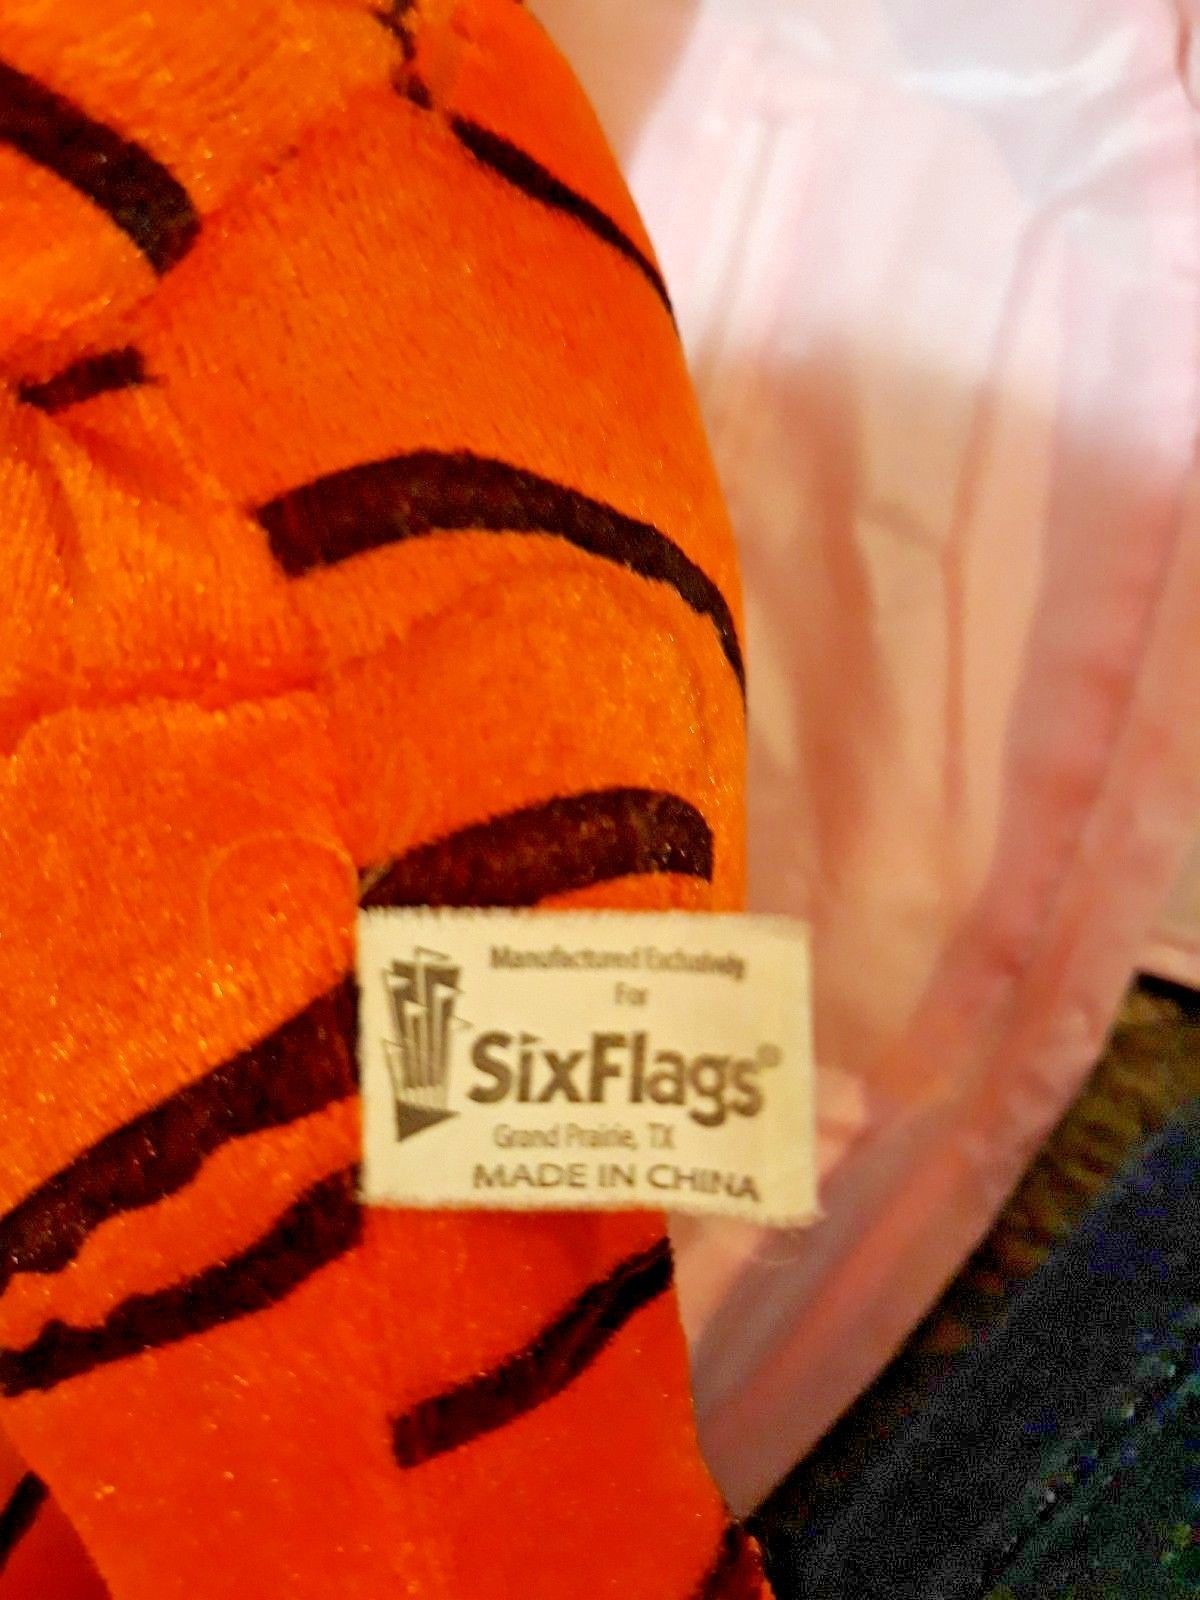 Manufactured Exclusively
For
SixFlags®
Grand Prairie, TX
MADE IN CHINA